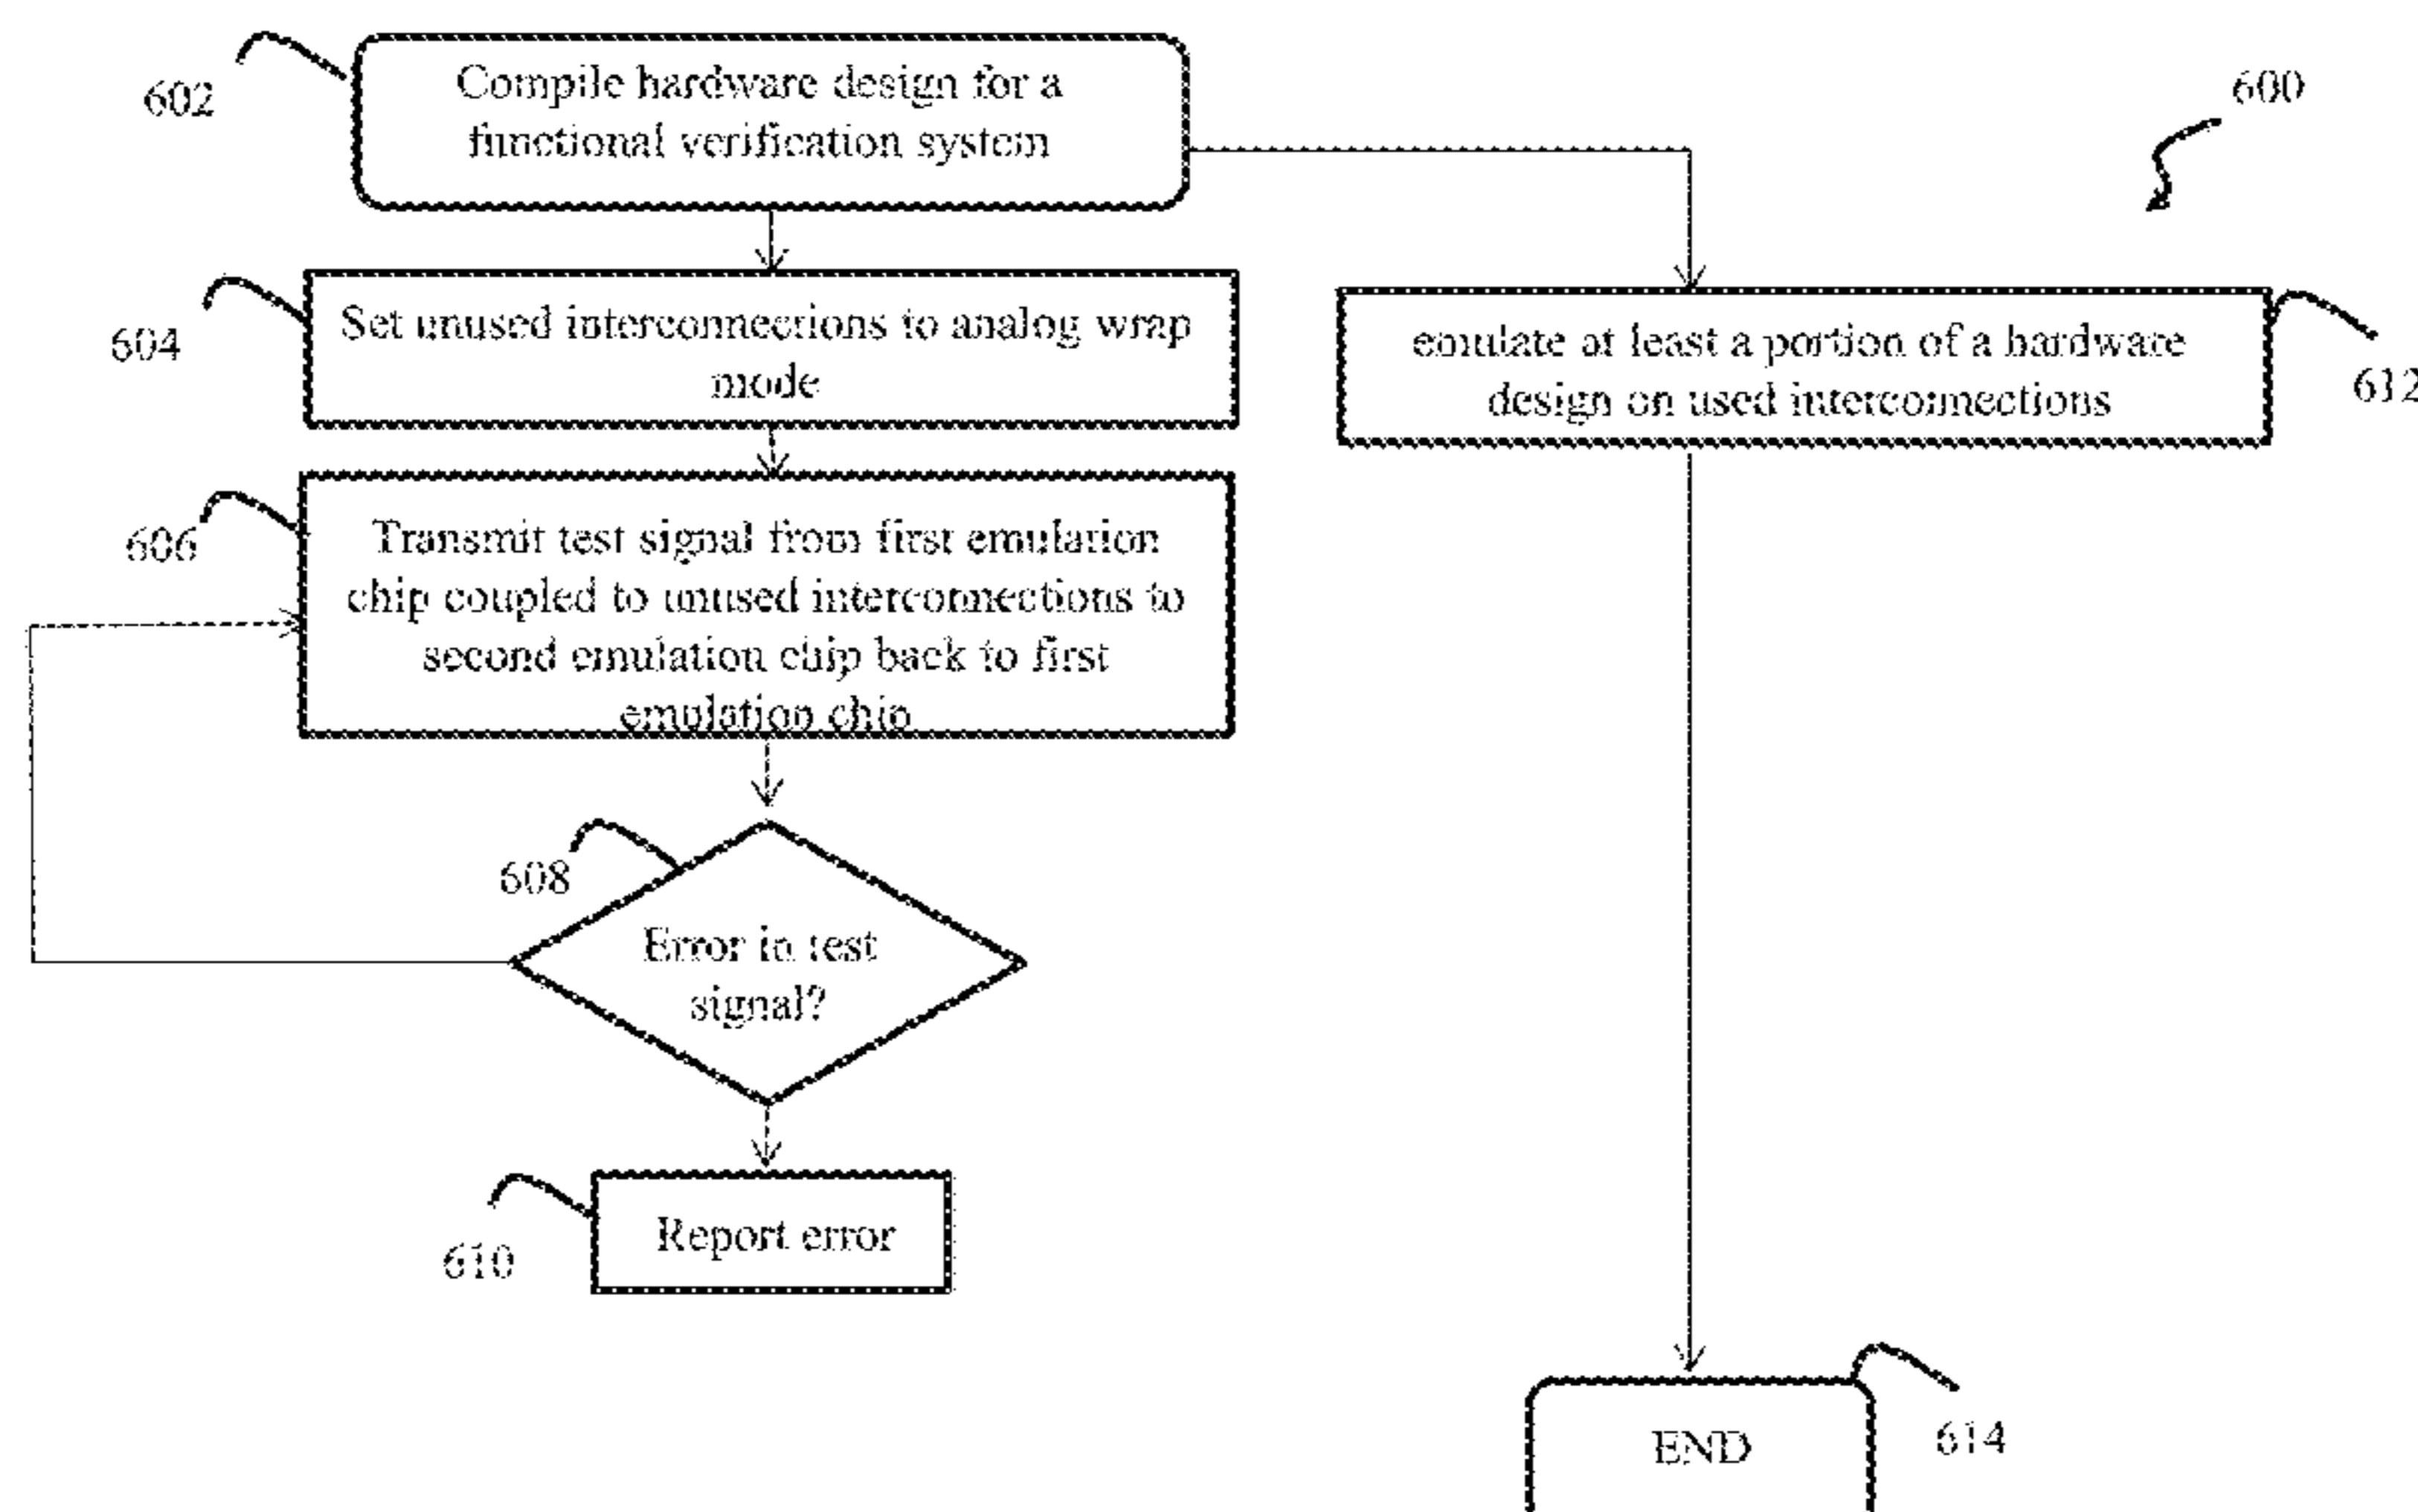 602
Compile hardware design for a
functional verification system
600
604
Set unused interconnections to analog wrap
mode
emulate at least a portion of a hardware
design on used interconnections
612
606
Transmit test signal from first emulation
chip coupled to unused interconnections to
second emulation chip back to first
emulation chip
608
Error in test
signal?
610
Report error
END
614